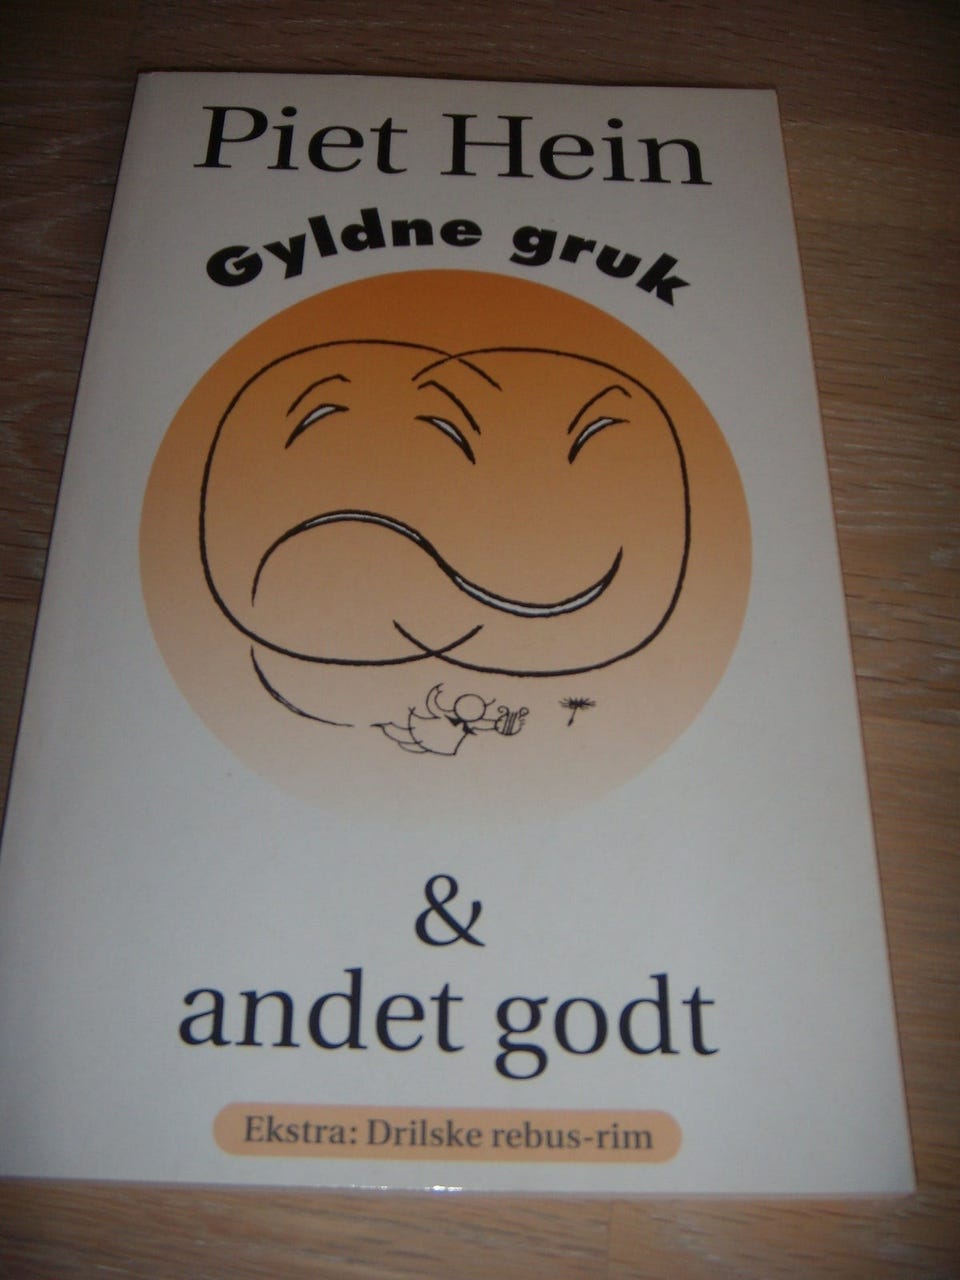 Piet Hein
Gyldne gruk
&
andet godt
Ekstra: Drilske rebus-rim